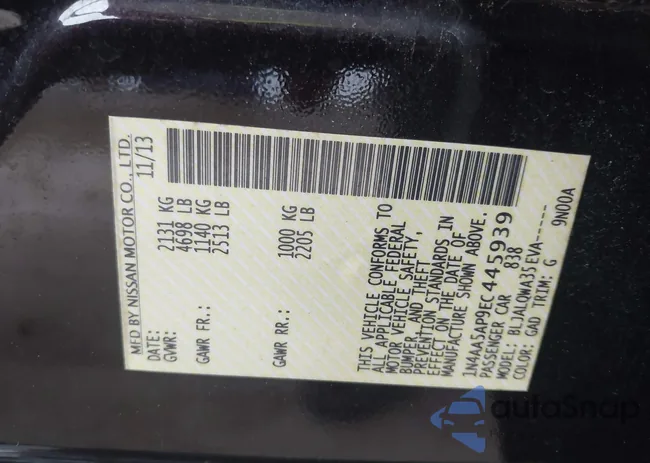 MFD BY NISSAN MOTOR CO., LTD.
DATE: 11/13
GVWR: 2131 KG
4698 LB
GAWR FR.: 1140 KG
2513 LB
GAWR RR.: 1000 KG
2205 LB
THIS VEHICLE CONFORMS TO
ALL APPLICABLE FEDERAL
MOTOR VEHICLE SAFETY,
BUMPER, AND THEFT
PREVENTION STANDARDS IN
EFFECT ON THE DATE OF
MANUFACTURE SHOWN ABOVE.
1N4AA5AP9EC445939
PASSENGER CAR 838
MODEL: BLJALOWA35EVA-----
COLOR: GAD TRIM: G 9N00A
autoSnap